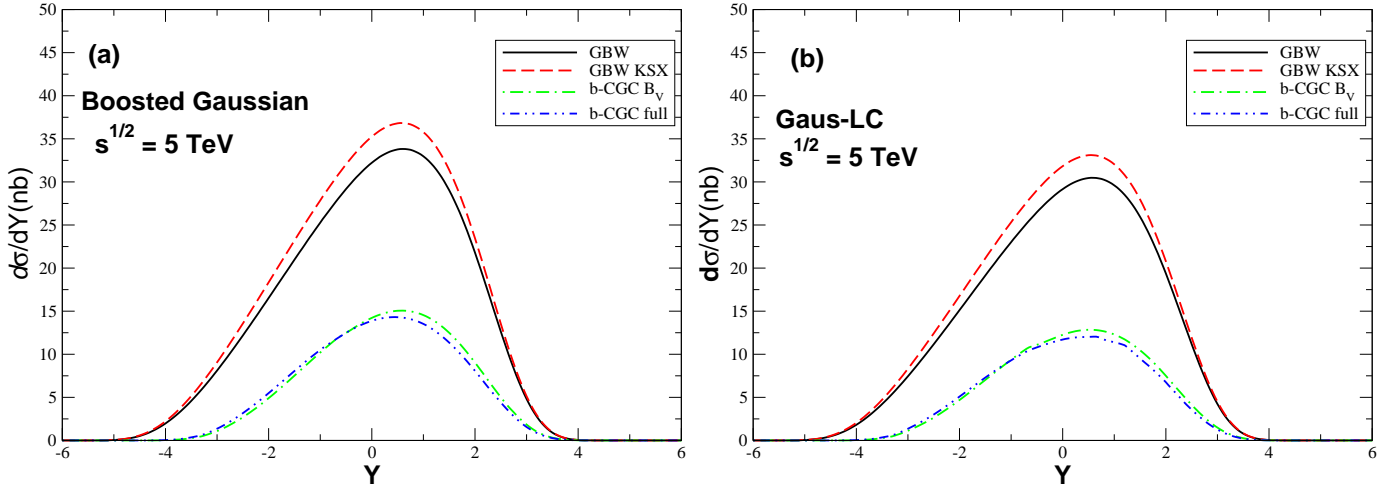 (a)
Boosted Gaussian
s^{1/2} = 5 TeV
GBW
GBW KSX
b-CGC B_V
b-CGC full
dσ/dY(nb)
50
45
40
35
30
25
20
15
10
5
0
-6 -4 -2 0 2 4 6
Y
(b)
Gaus-LC
s^{1/2} = 5 TeV
GBW
GBW KSX
b-CGC B_V
b-CGC full
dσ/dY(nb)
50
45
40
35
30
25
20
15
10
5
0
-6 -4 -2 0 2 4 6
Y